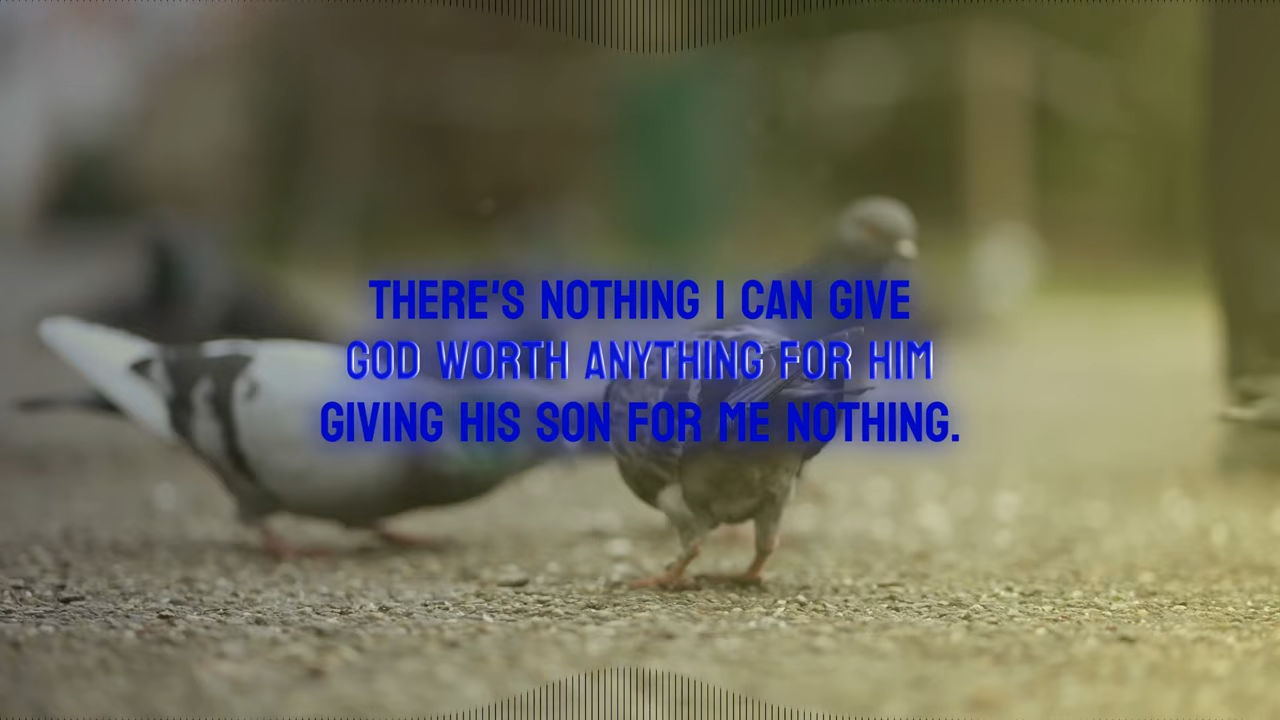 THERE'S NOTHING I CAN GIVE
GOD WORTH ANYTHING FOR HIM
GIVING HIS SON FOR ME NOTHING.